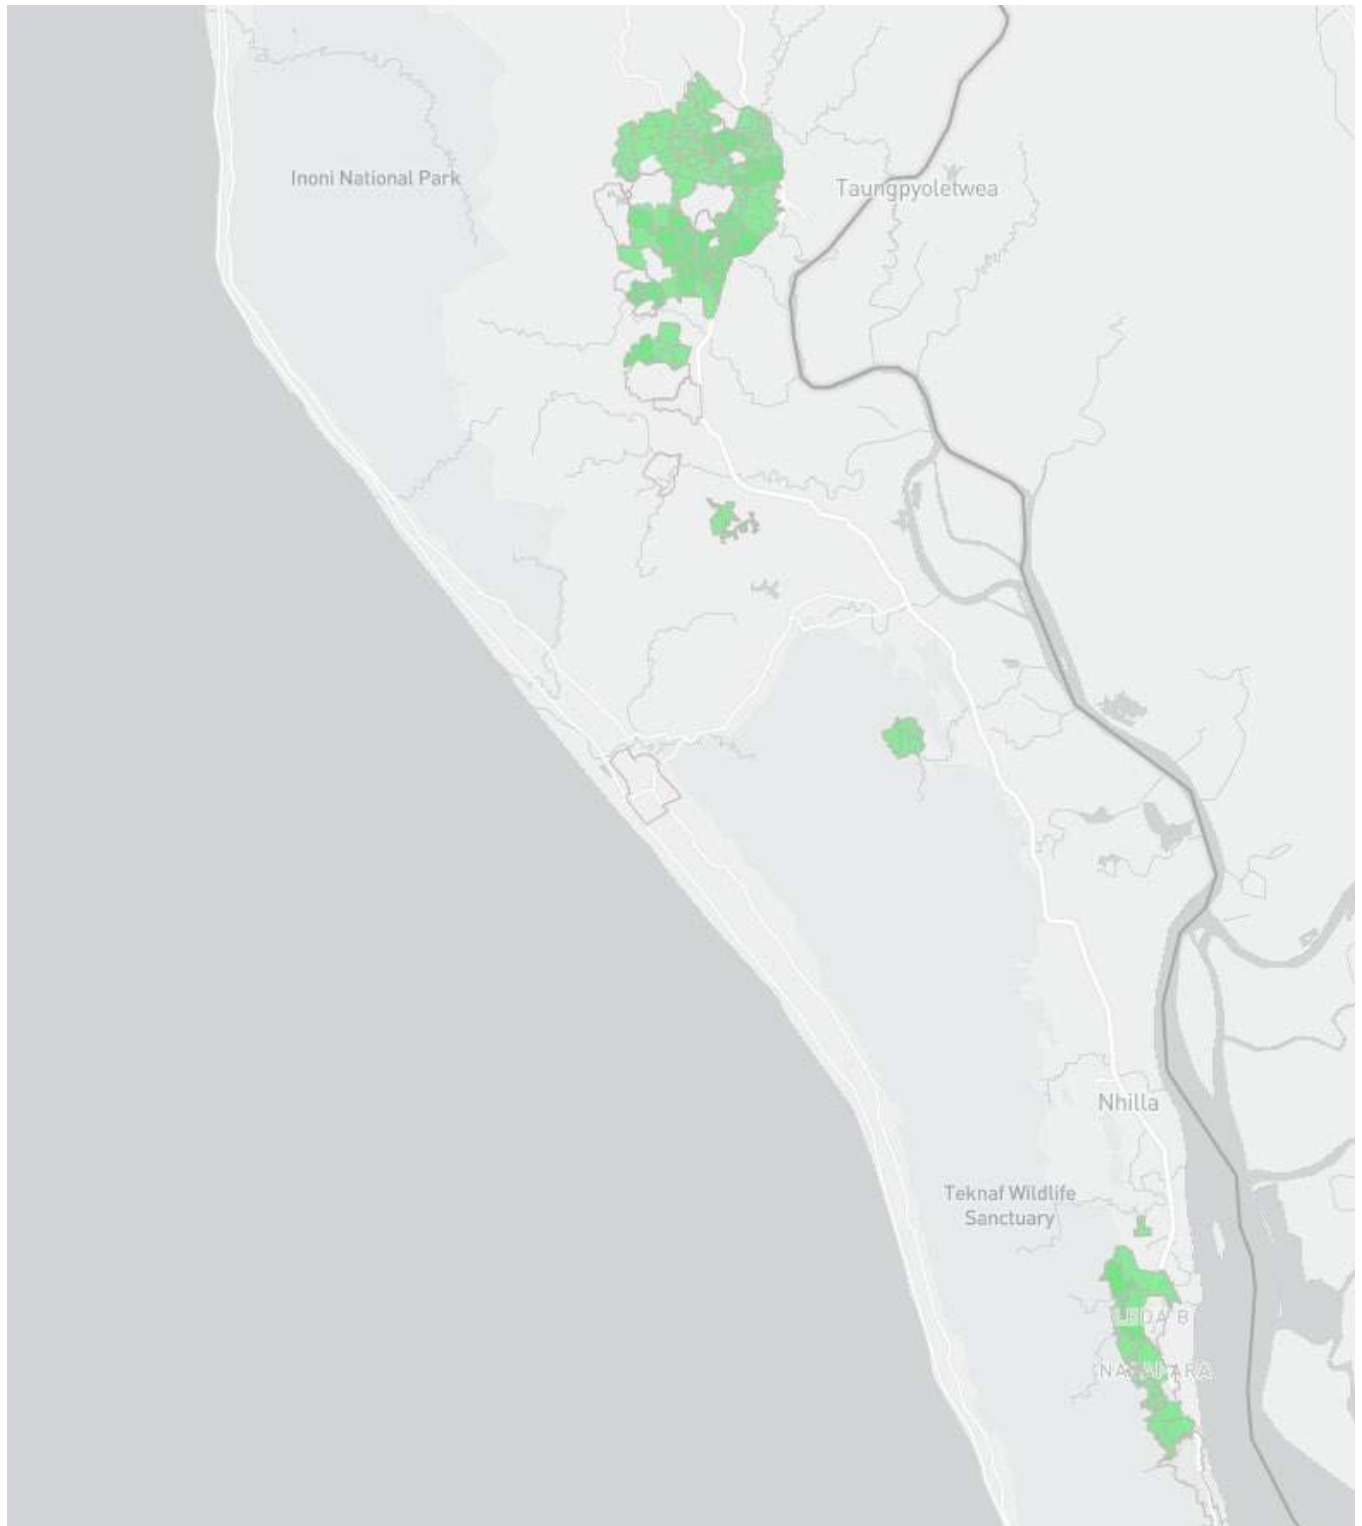 Inoni National Park
Taungpyoletwea
Nhilla
Teknaf Wildlife
Sanctuary